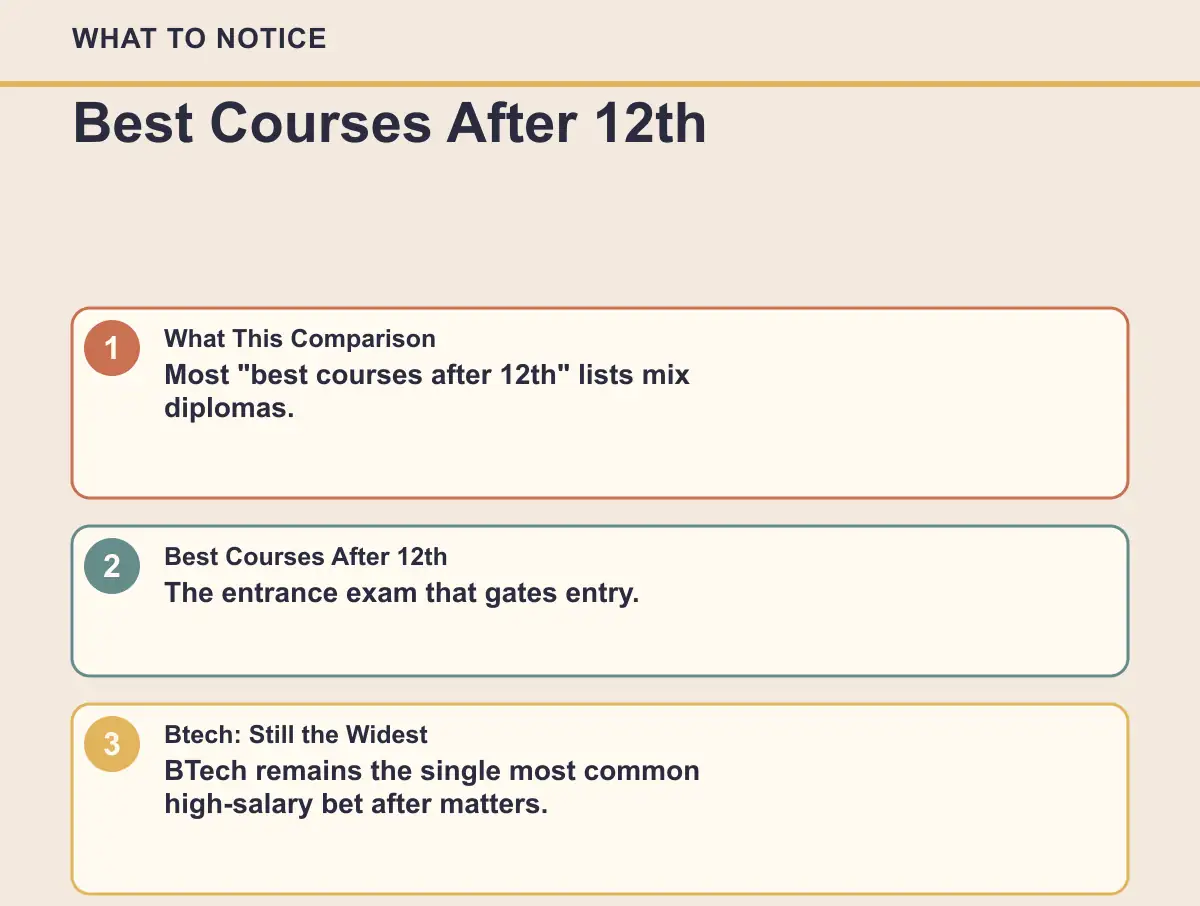 WHAT TO NOTICE
Best Courses After 12th
1
What This Comparison
Most "best courses after 12th" lists mix
diplomas.
2
Best Courses After 12th
The entrance exam that gates entry.
3
Btech: Still the Widest
BTech remains the single most common
high-salary bet after matters.